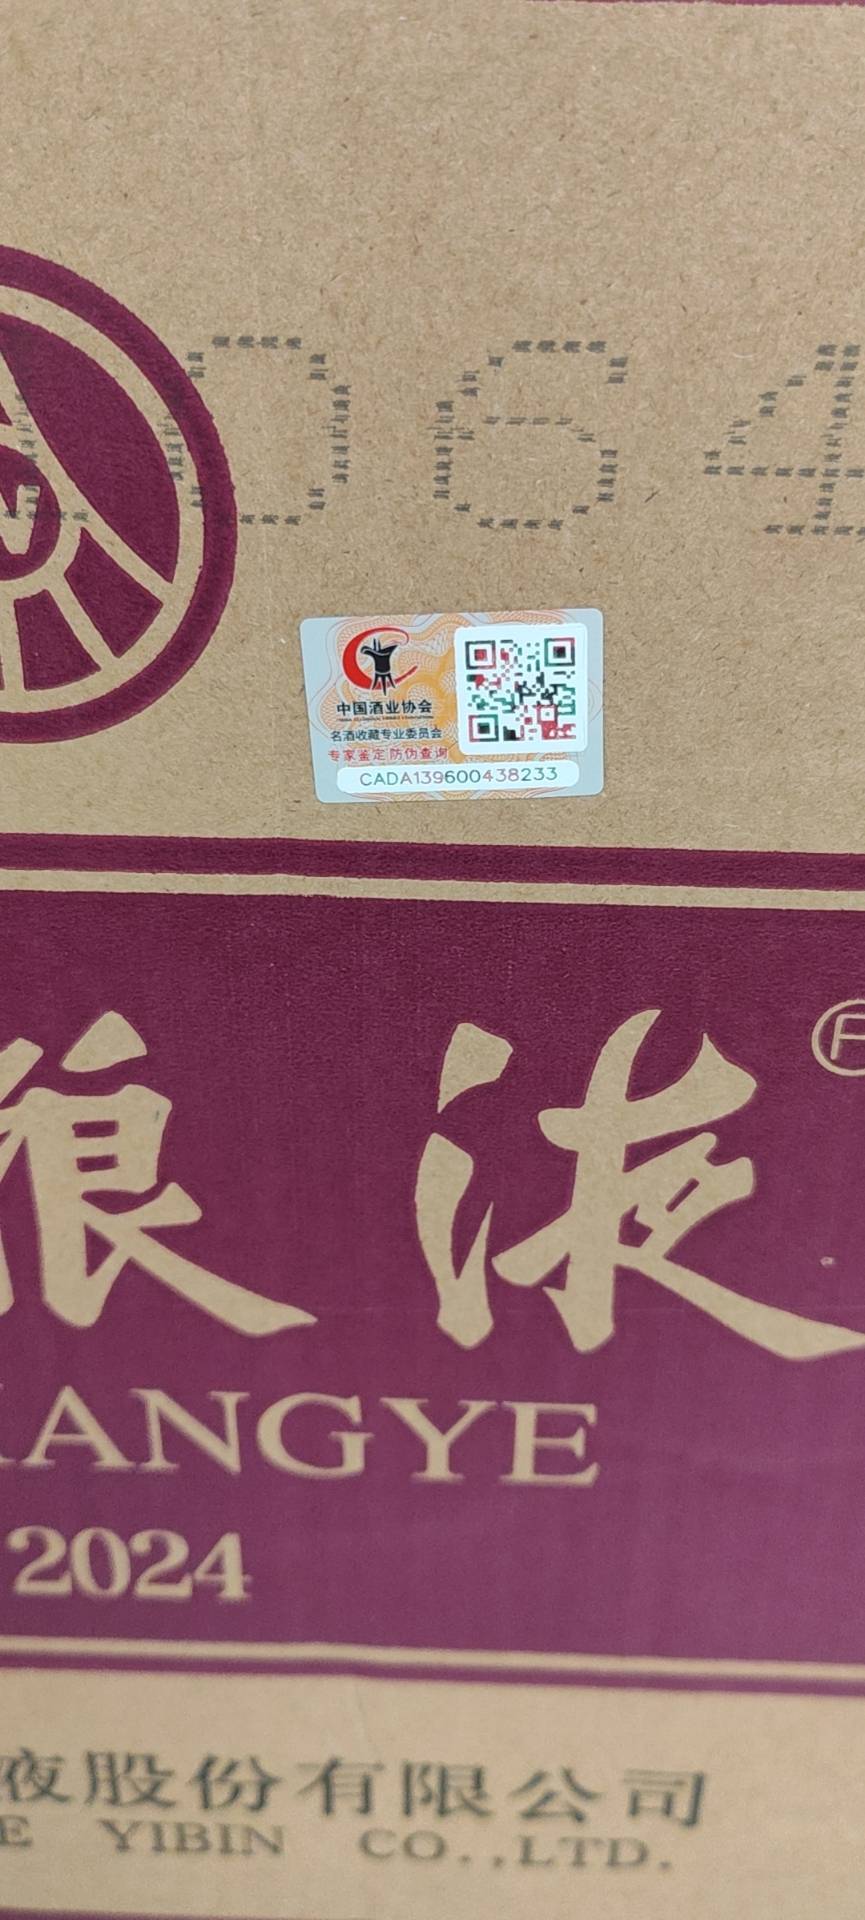 064
中国酒业协会
名酒收藏专业委员会
专家鉴定防伪查询
CADA139600438233
粮液
ANGYE
2024
液股份有限公司
E YIBIN CO.,LTD.